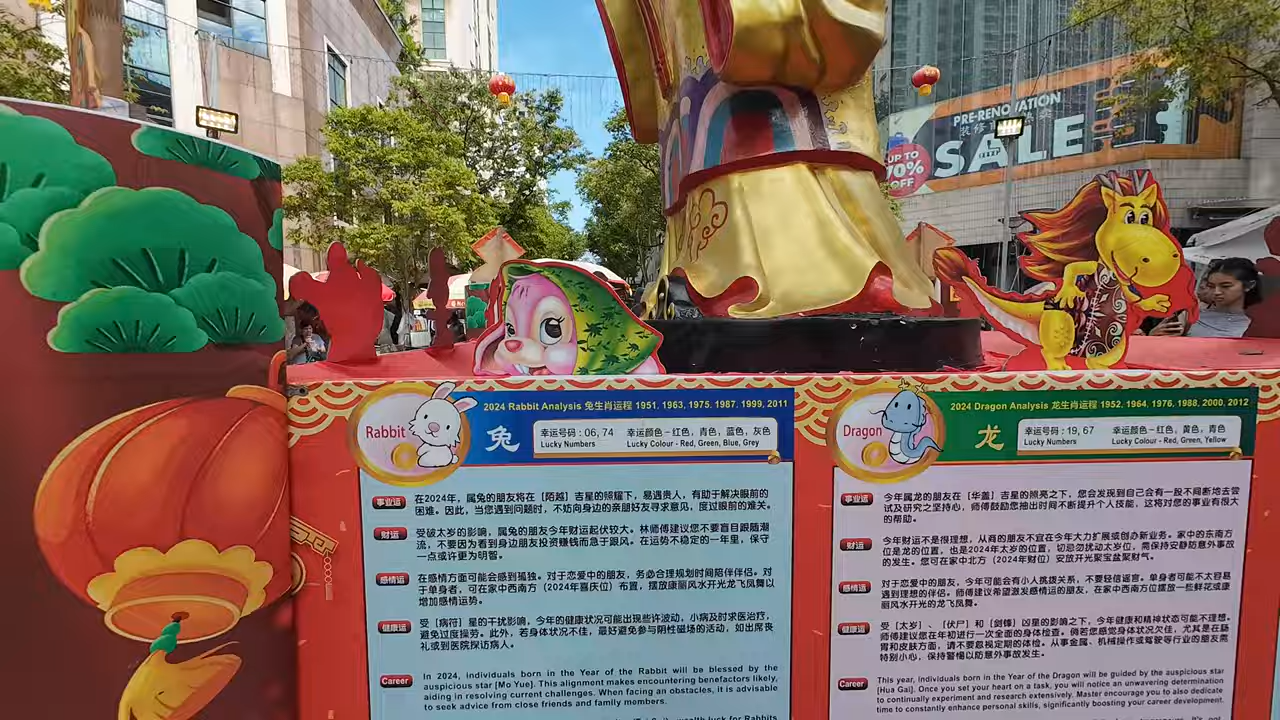 PRE-RENOVATION
SALE
UP TO
70%
OFF
Rabbit
2024 Rabbit Analysis 兔生肖运程 1951, 1963, 1975, 1987, 1999, 2011
兔
幸运号码：06, 74 幸运颜色－红色，青色，蓝色，灰色
Lucky Numbers Lucky Colour - Red, Green, Blue, Grey
事业运
在2024年，属兔的朋友将在［陌越］吉星的照耀下，易遇贵人，有助于解决眼前的
困难。因此，当您遇到问题时，不妨向身边的亲朋好友寻求意见，度过眼前的难关。
财运
受破太岁的影响，属兔的朋友今年财运起伏较大。林师傅建议您不要盲目跟随潮
流，不要因为看到身边朋友投资赚钱而急于跟风。在运势不稳定的一年里，保守
一点或许更为明智。
感情运
在感情方面可能会感到孤独。对于恋爱中的朋友，务必合理规划时间陪伴伴侣。对
于单身者，可在家中西南方（2024年喜庆位）布置，摆放康丽风水开光龙飞凤舞以
增加感情运势。
健康运
受［病符］星的干扰影响，今年的健康状况可能出现些许波动，小病及时求医治疗，
避免过度操劳。此外，若身体状况不佳，最好避免参与阴性磁场的活动，如出席丧
礼或到医院探访病人。
Career
In 2024, individuals born in the Year of the Rabbit will be blessed by the
auspicious star [Mo Yue]. This alignment makes encountering benefactors likely,
aiding in resolving current challenges. When facing an obstacles, it is advisable
to seek advice from close friends and family members.
Dragon
2024 Dragon Analysis 龙生肖运程 1952, 1964, 1976, 1988, 2000, 2012
龙
幸运号码：19, 67 幸运颜色－红色，黄色，青色
Lucky Numbers Lucky Colour - Red, Green, Yellow
事业运
今年属龙的朋友在［华盖］吉星的照亮之下，您会发现到自己会有一股不间断地去尝
试及研究之坚持心，师傅鼓励您抽出时间不断提升个人技能，这将对您的事业有很大
的帮助。
财运
今年财运不是很理想，从商的朋友不宜在今年大力扩展或创办新业务。家中的东南方
位是龙的位置，也是2024年太岁的位置，切忌勿扰动太岁位，需保持安静防意外事故
的发生。您可在家中北方（2024年财位）安放开光聚宝盆聚财气。
感情运
对于恋爱中的朋友，今年可能会有小人挑拨关系，不要轻信谣言。单身者可能不太容易
遇到理想的伴侣。师傅建议希望激发感情运的朋友，在家中西南方位摆放一些鲜花或康
丽风水开光的龙飞凤舞。
健康运
受［太岁］、［伏尸］和［剑锋］凶星的影响之下，今年健康和精神状态可能不理想。
师傅建议您在年初进行一次全面的身体检查。倘若您感觉身体状况欠佳，尤其是在肠
胃和皮肤方面，请不要忽视定期的体检。从事金属、机械操作或驾驶等行业的朋友需
特别小心，保持警惕以防意外事故发生。
Career
This year, individuals born in the Year of the Dragon will be guided by the auspicious star
[Hua Gai]. Once you set your heart on a task, you will notice an unwavering determination
to continually experiment and research extensively. Master encourage you to also dedicate
time to constantly enhance personal skills, significantly boosting your career development.